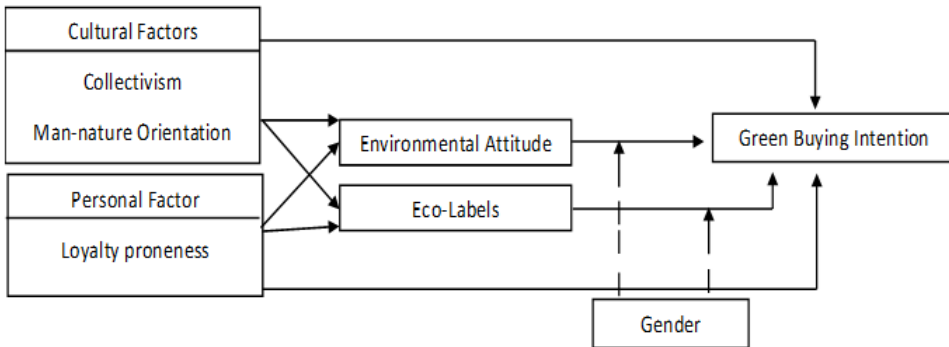 Cultural Factors
Collectivism
Man-nature Orientation
Personal Factor
Loyalty proneness
Environmental Attitude
Eco-Labels
Green Buying Intention
Gender